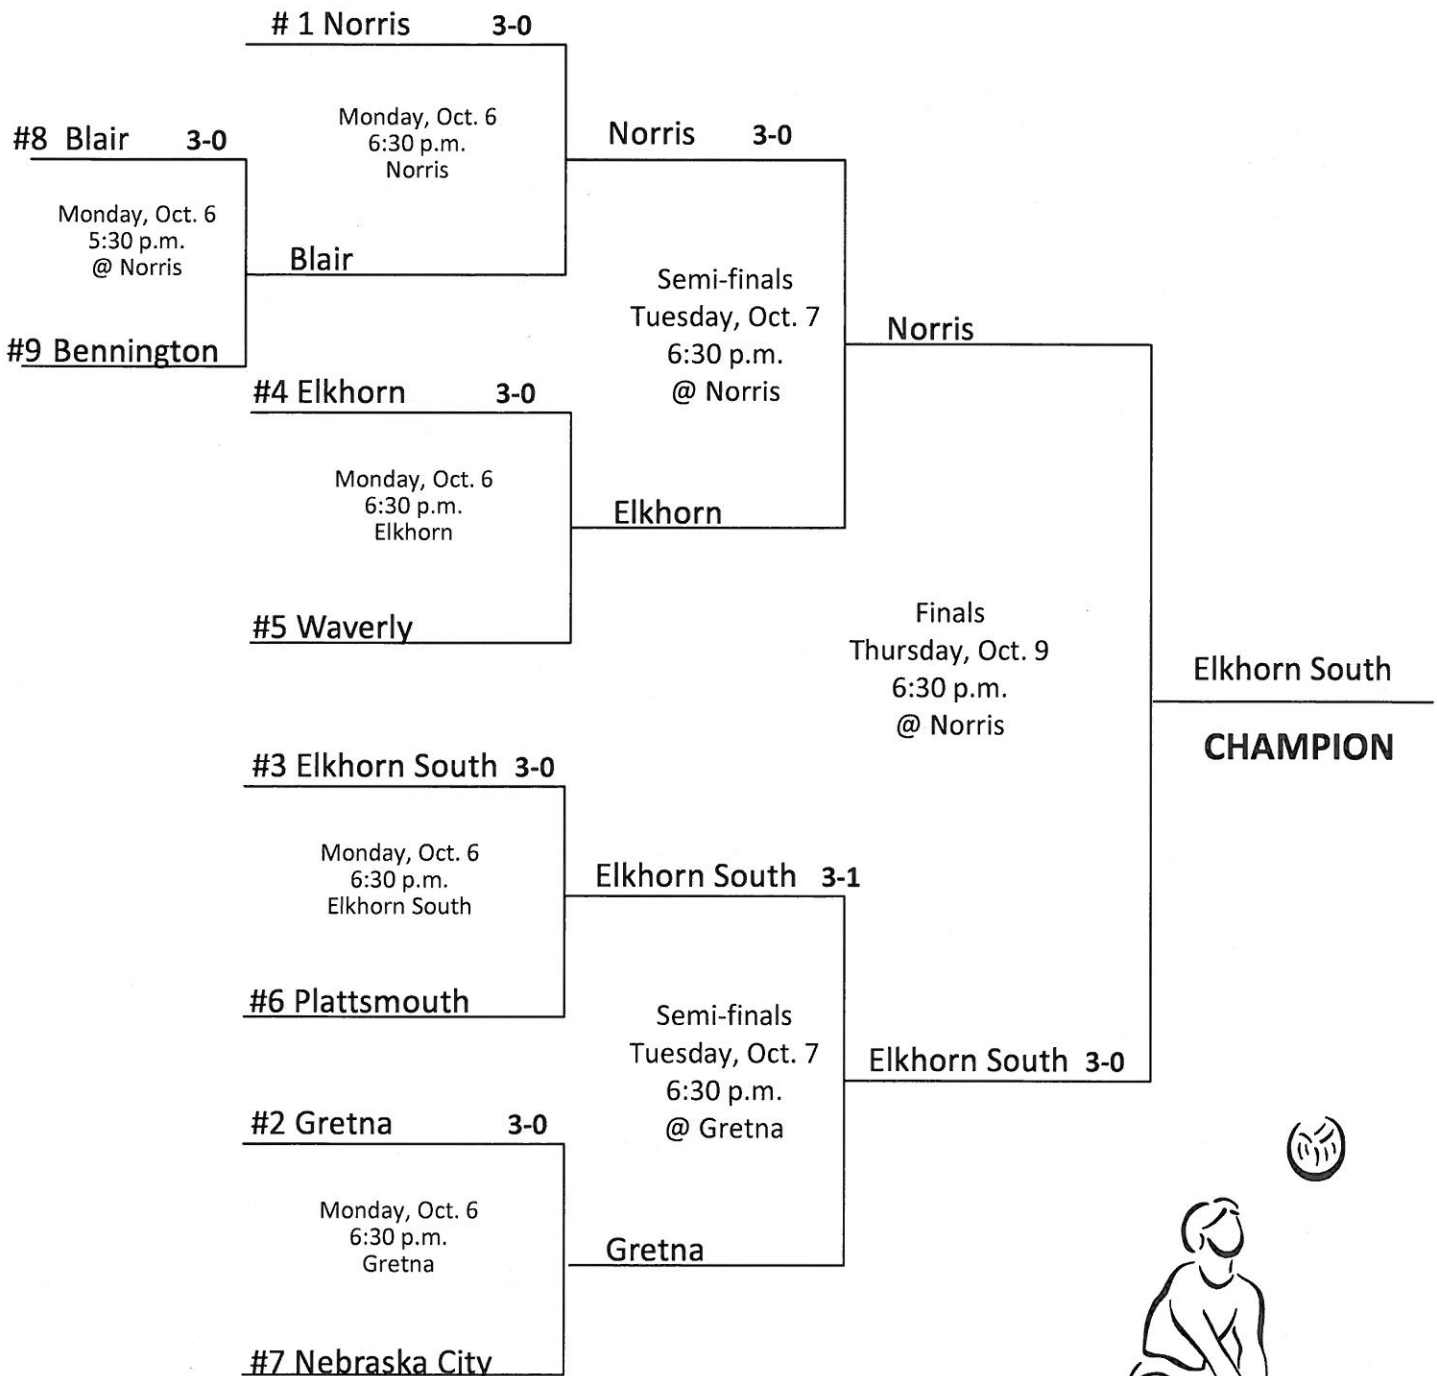 # 1 Norris 3-0
Monday, Oct. 6
6:30 p.m.
Norris
#8 Blair 3-0
Monday, Oct. 6
5:30 p.m.
@ Norris
#9 Bennington
Blair
Norris 3-0
Semi-finals
Tuesday, Oct. 7
6:30 p.m.
@ Norris
Norris
#4 Elkhorn 3-0
Monday, Oct. 6
6:30 p.m.
Elkhorn
#5 Waverly
Elkhorn
Finals
Thursday, Oct. 9
6:30 p.m.
@ Norris
Elkhorn South
CHAMPION
#3 Elkhorn South 3-0
Monday, Oct. 6
6:30 p.m.
Elkhorn South
#6 Plattsmouth
Elkhorn South 3-1
Semi-finals
Tuesday, Oct. 7
6:30 p.m.
@ Gretna
Elkhorn South 3-0
#2 Gretna 3-0
Monday, Oct. 6
6:30 p.m.
Gretna
#7 Nebraska City
Gretna